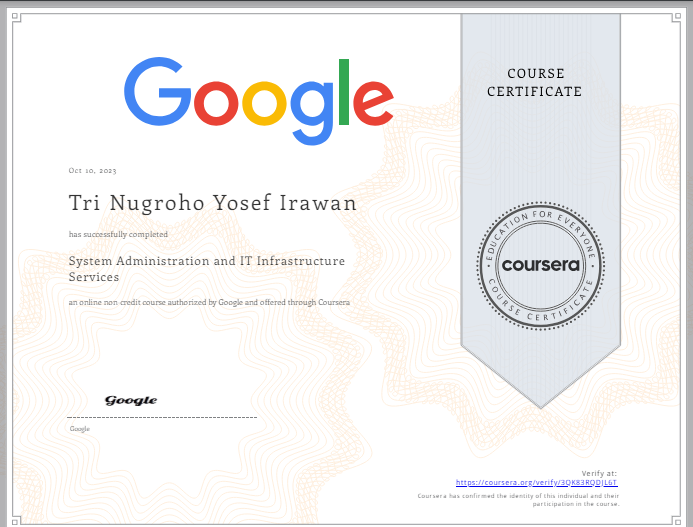 Google
COURSE
CERTIFICATE
Oct 10, 2023
Tri Nugroho Yosef Irawan
has successfully completed
System Administration and IT Infrastructure
Services
an online non-credit course authorized by Google and offered through Coursera
EDUCATION FOR EVERYONE
coursera
COURSE CERTIFICATE
Google
Google
Verify at:
https://coursera.org/verify/3QK83RQDJL6T
Coursera has confirmed the identity of this individual and their
participation in the course.